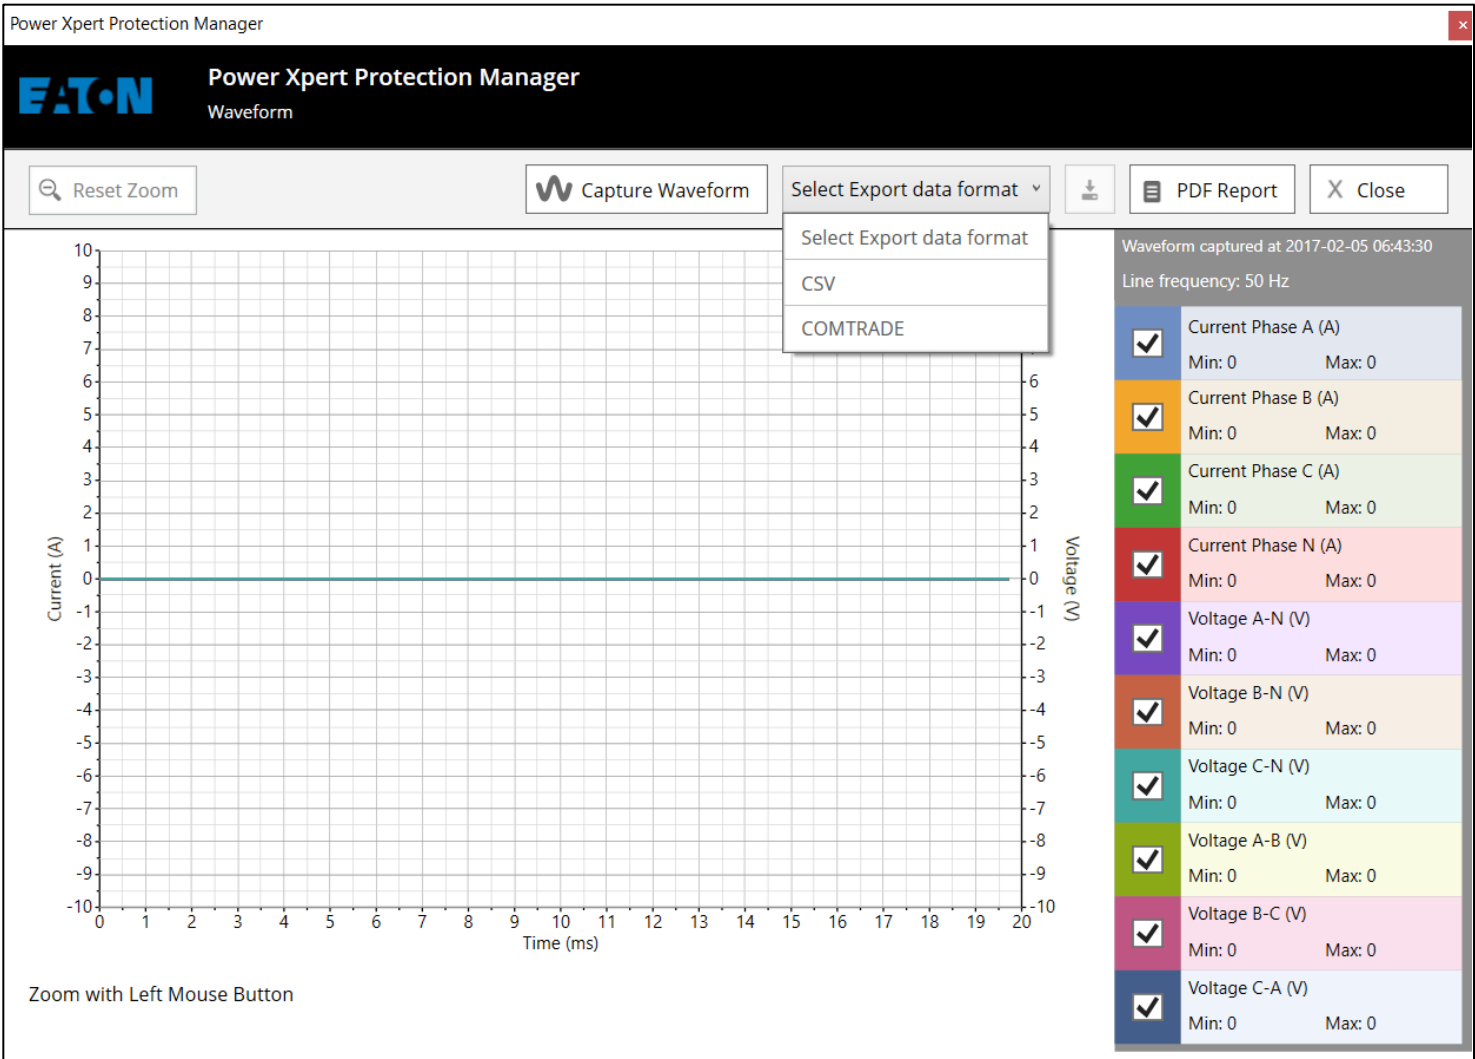 Power Xpert Protection Manager
x
EATON
Power Xpert Protection Manager
Waveform
Reset Zoom
Capture Waveform
Select Export data format
PDF Report
X Close
Select Export data format
CSV
COMTRADE
Waveform captured at 2017-02-05 06:43:30
Line frequency: 50 Hz
Current Phase A (A)
Min: 0 Max: 0
Current Phase B (A)
Min: 0 Max: 0
Current Phase C (A)
Min: 0 Max: 0
Current Phase N (A)
Min: 0 Max: 0
Voltage A-N (V)
Min: 0 Max: 0
Voltage B-N (V)
Min: 0 Max: 0
Voltage C-N (V)
Min: 0 Max: 0
Voltage A-B (V)
Min: 0 Max: 0
Voltage B-C (V)
Min: 0 Max: 0
Voltage C-A (V)
Min: 0 Max: 0
Current (A)
10
9
8
7
6
5
4
3
2
1
0
-1
-2
-3
-4
-5
-6
-7
-8
-9
-10
6
5
4
3
2
1
0
-1
-2
-3
-4
-5
-6
-7
-8
-9
-10
Voltage (V)
0 1 2 3 4 5 6 7 8 9 10 11 12 13 14 15 16 17 18 19 20
Time (ms)
Zoom with Left Mouse Button